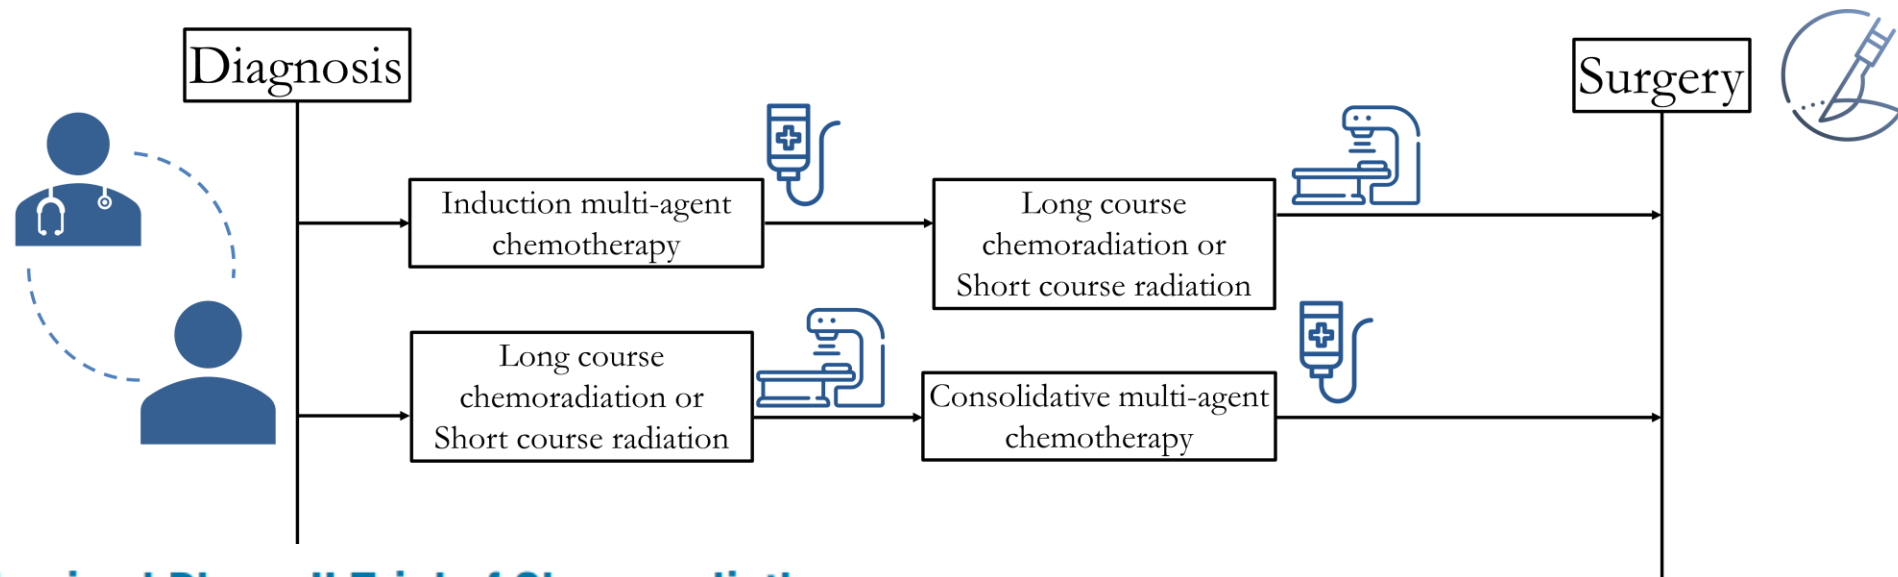 Diagnosis
Surgery
Induction multi-agent
chemotherapy
Long course
chemoradiation or
Short course radiation
Long course
chemoradiation or
Short course radiation
Consolidative multi-agent
chemotherapy